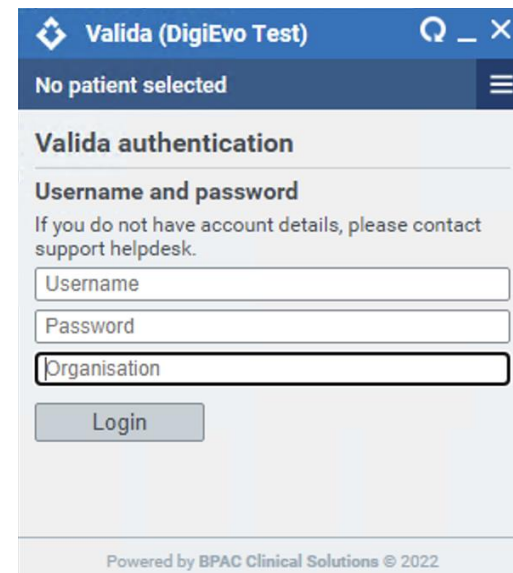 Valida (DigiEvo Test)
No patient selected
Valida authentication
Username and password
If you do not have account details, please contact
support helpdesk.
Username
Password
Organisation
Login
Powered by BPAC Clinical Solutions © 2022